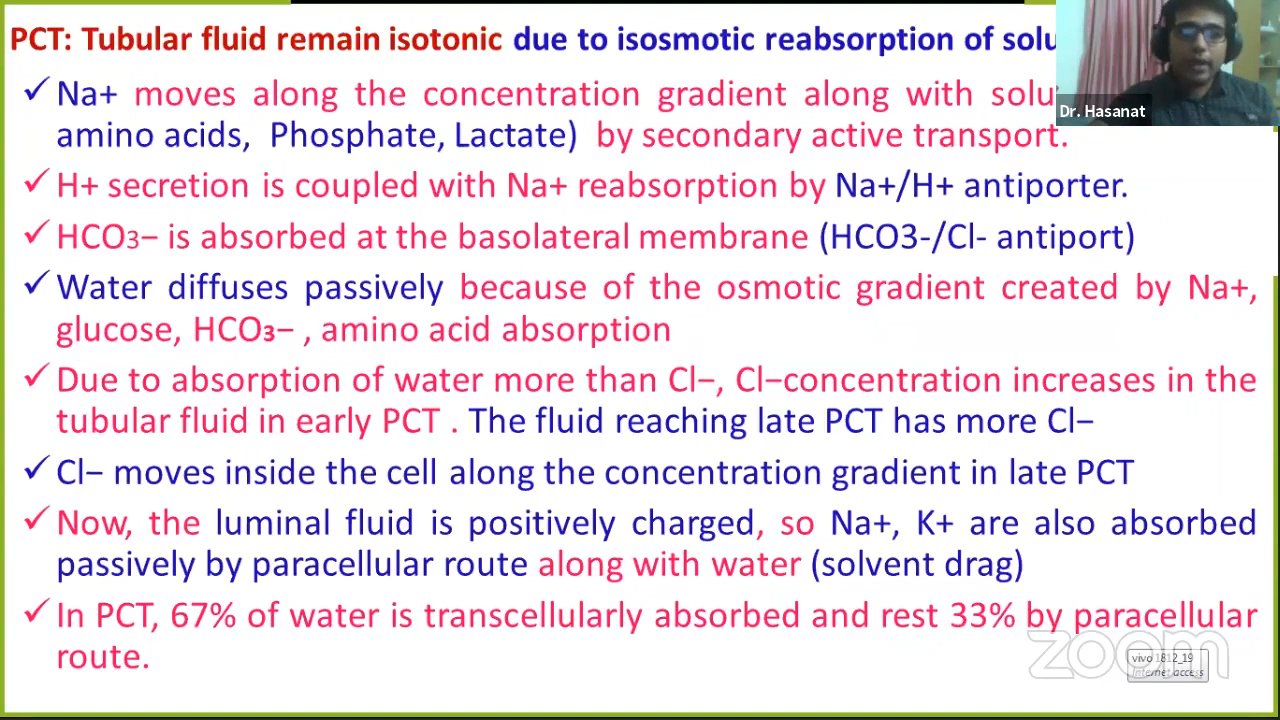 PCT: Tubular fluid remain isotonic due to isosmotic reabsorption of solu
Dr. Hasanat
✓ Na+ moves along the concentration gradient along with solu
amino acids, Phosphate, Lactate) by secondary active transport.
✓ H+ secretion is coupled with Na+ reabsorption by Na+/H+ antiporter.
✓ HCO3− is absorbed at the basolateral membrane (HCO3-/Cl- antiport)
✓ Water diffuses passively because of the osmotic gradient created by Na+,
glucose, HCO₃− , amino acid absorption
✓ Due to absorption of water more than Cl−, Cl−concentration increases in the
tubular fluid in early PCT . The fluid reaching late PCT has more Cl−
✓ Cl− moves inside the cell along the concentration gradient in late PCT
✓ Now, the luminal fluid is positively charged, so Na+, K+ are also absorbed
passively by paracellular route along with water (solvent drag)
✓ In PCT, 67% of water is transcellularly absorbed and rest 33% by paracellular
route.
zoom
vivo 1812_19
Internet access